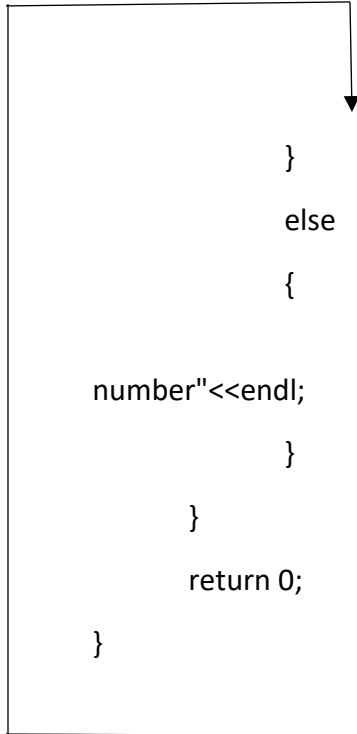 }
else
{
number"<<endl;
}
}
return 0;
}